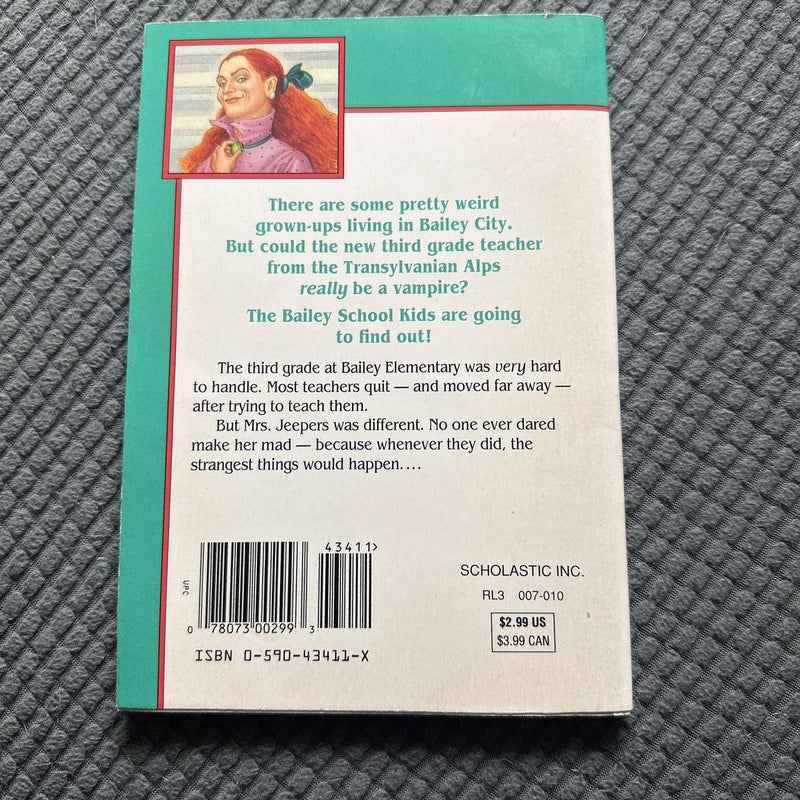 There are some pretty weird
grown-ups living in Bailey City.
But could the new third grade teacher
from the Transylvanian Alps
really be a vampire?
The Bailey School Kids are going
to find out!
The third grade at Bailey Elementary was very hard
to handle. Most teachers quit — and moved far away —
after trying to teach them.
But Mrs. Jeepers was different. No one ever dared
make her mad — because whenever they did, the
strangest things would happen....
43411>
UPC
0 78073 00299 3
ISBN 0-590-43411-X
SCHOLASTIC INC.
RL3 007-010
$2.99 US
$3.99 CAN